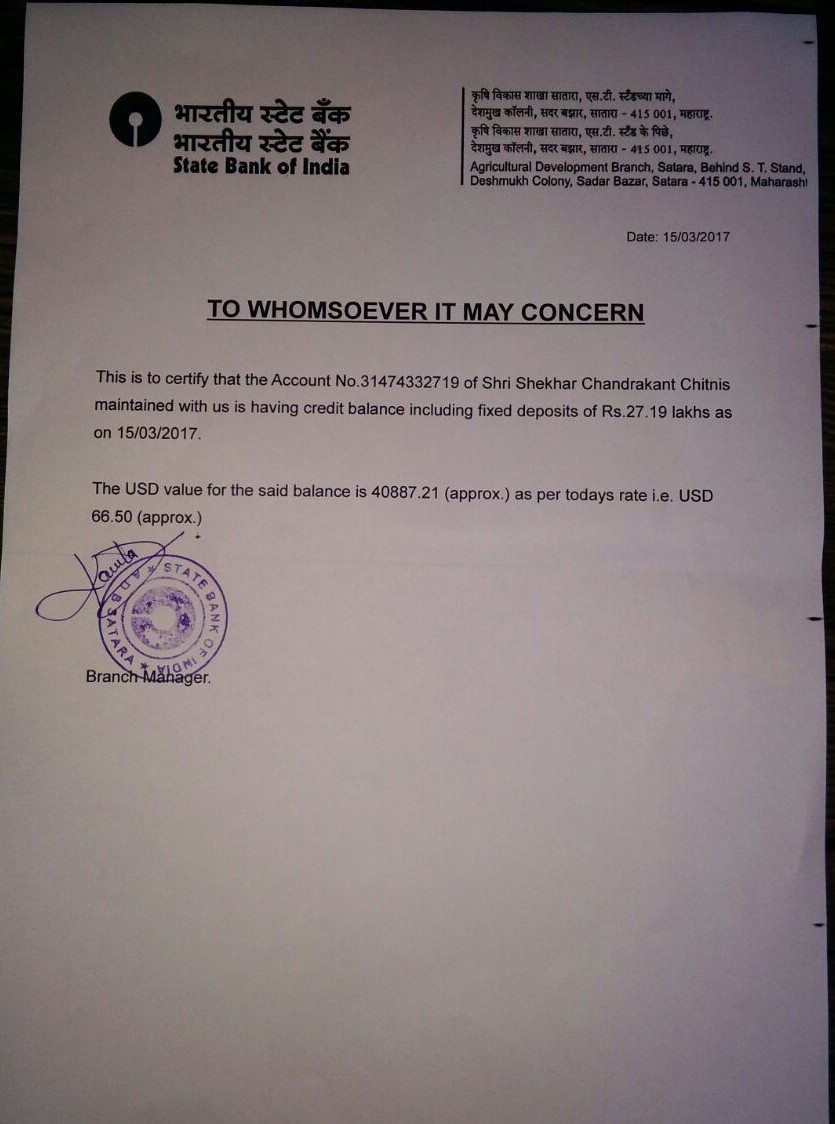 भारतीय स्टेट बँक
भारतीय स्टेट बैंक
State Bank of India
कृषि विकास शाखा सातारा, एस.टी. स्टँडच्या मागे,
देशमुख कॉलनी, सदर बझार, सातारा - 415 001, महाराष्ट्र.
कृषि विकास शाखा सातारा, एस.टी. स्टैंड के पिछे,
देशमुख कॉलनी, सदर बझार, सातारा - 415 001, महाराष्ट्र.
Agricultural Development Branch, Satara, Behind S. T. Stand,
Deshmukh Colony, Sadar Bazar, Satara - 415 001, Maharasht
Date: 15/03/2017
TO WHOMSOEVER IT MAY CONCERN
This is to certify that the Account No.31474332719 of Shri Shekhar Chandrakant Chitnis
maintained with us is having credit balance including fixed deposits of Rs.27.19 lakhs as
on 15/03/2017.
The USD value for the said balance is 40887.21 (approx.) as per todays rate i.e. USD
66.50 (approx.)
STATE BANK OF INDIA ★ SATARA
Branch Manager.